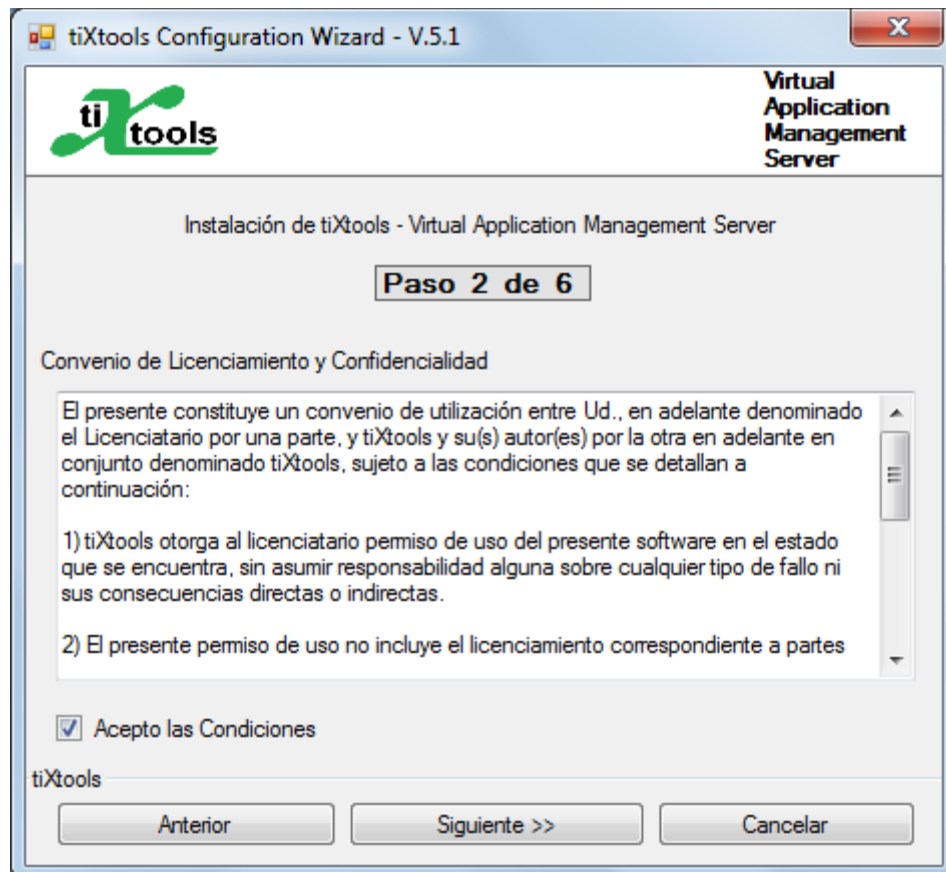 tiXtools Configuration Wizard - V.5.1
ti
tools
Virtual
Application
Management
Server
Instalación de tiXtools - Virtual Application Management Server
Paso 2 de 6
Convenio de Licenciamiento y Confidencialidad
El presente constituye un convenio de utilización entre Ud., en adelante denominado
el Licenciatario por una parte, y tiXtools y su(s) autor(es) por la otra en adelante en
conjunto denominado tiXtools, sujeto a las condiciones que se detallan a
continuación:
1) tiXtools otorga al licenciatario permiso de uso del presente software en el estado
que se encuentra, sin asumir responsabilidad alguna sobre cualquier tipo de fallo ni
sus consecuencias directas o indirectas.
2) El presente permiso de uso no incluye el licenciamiento correspondiente a partes
Acepto las Condiciones
tiXtools
Anterior
Siguiente >>
Cancelar